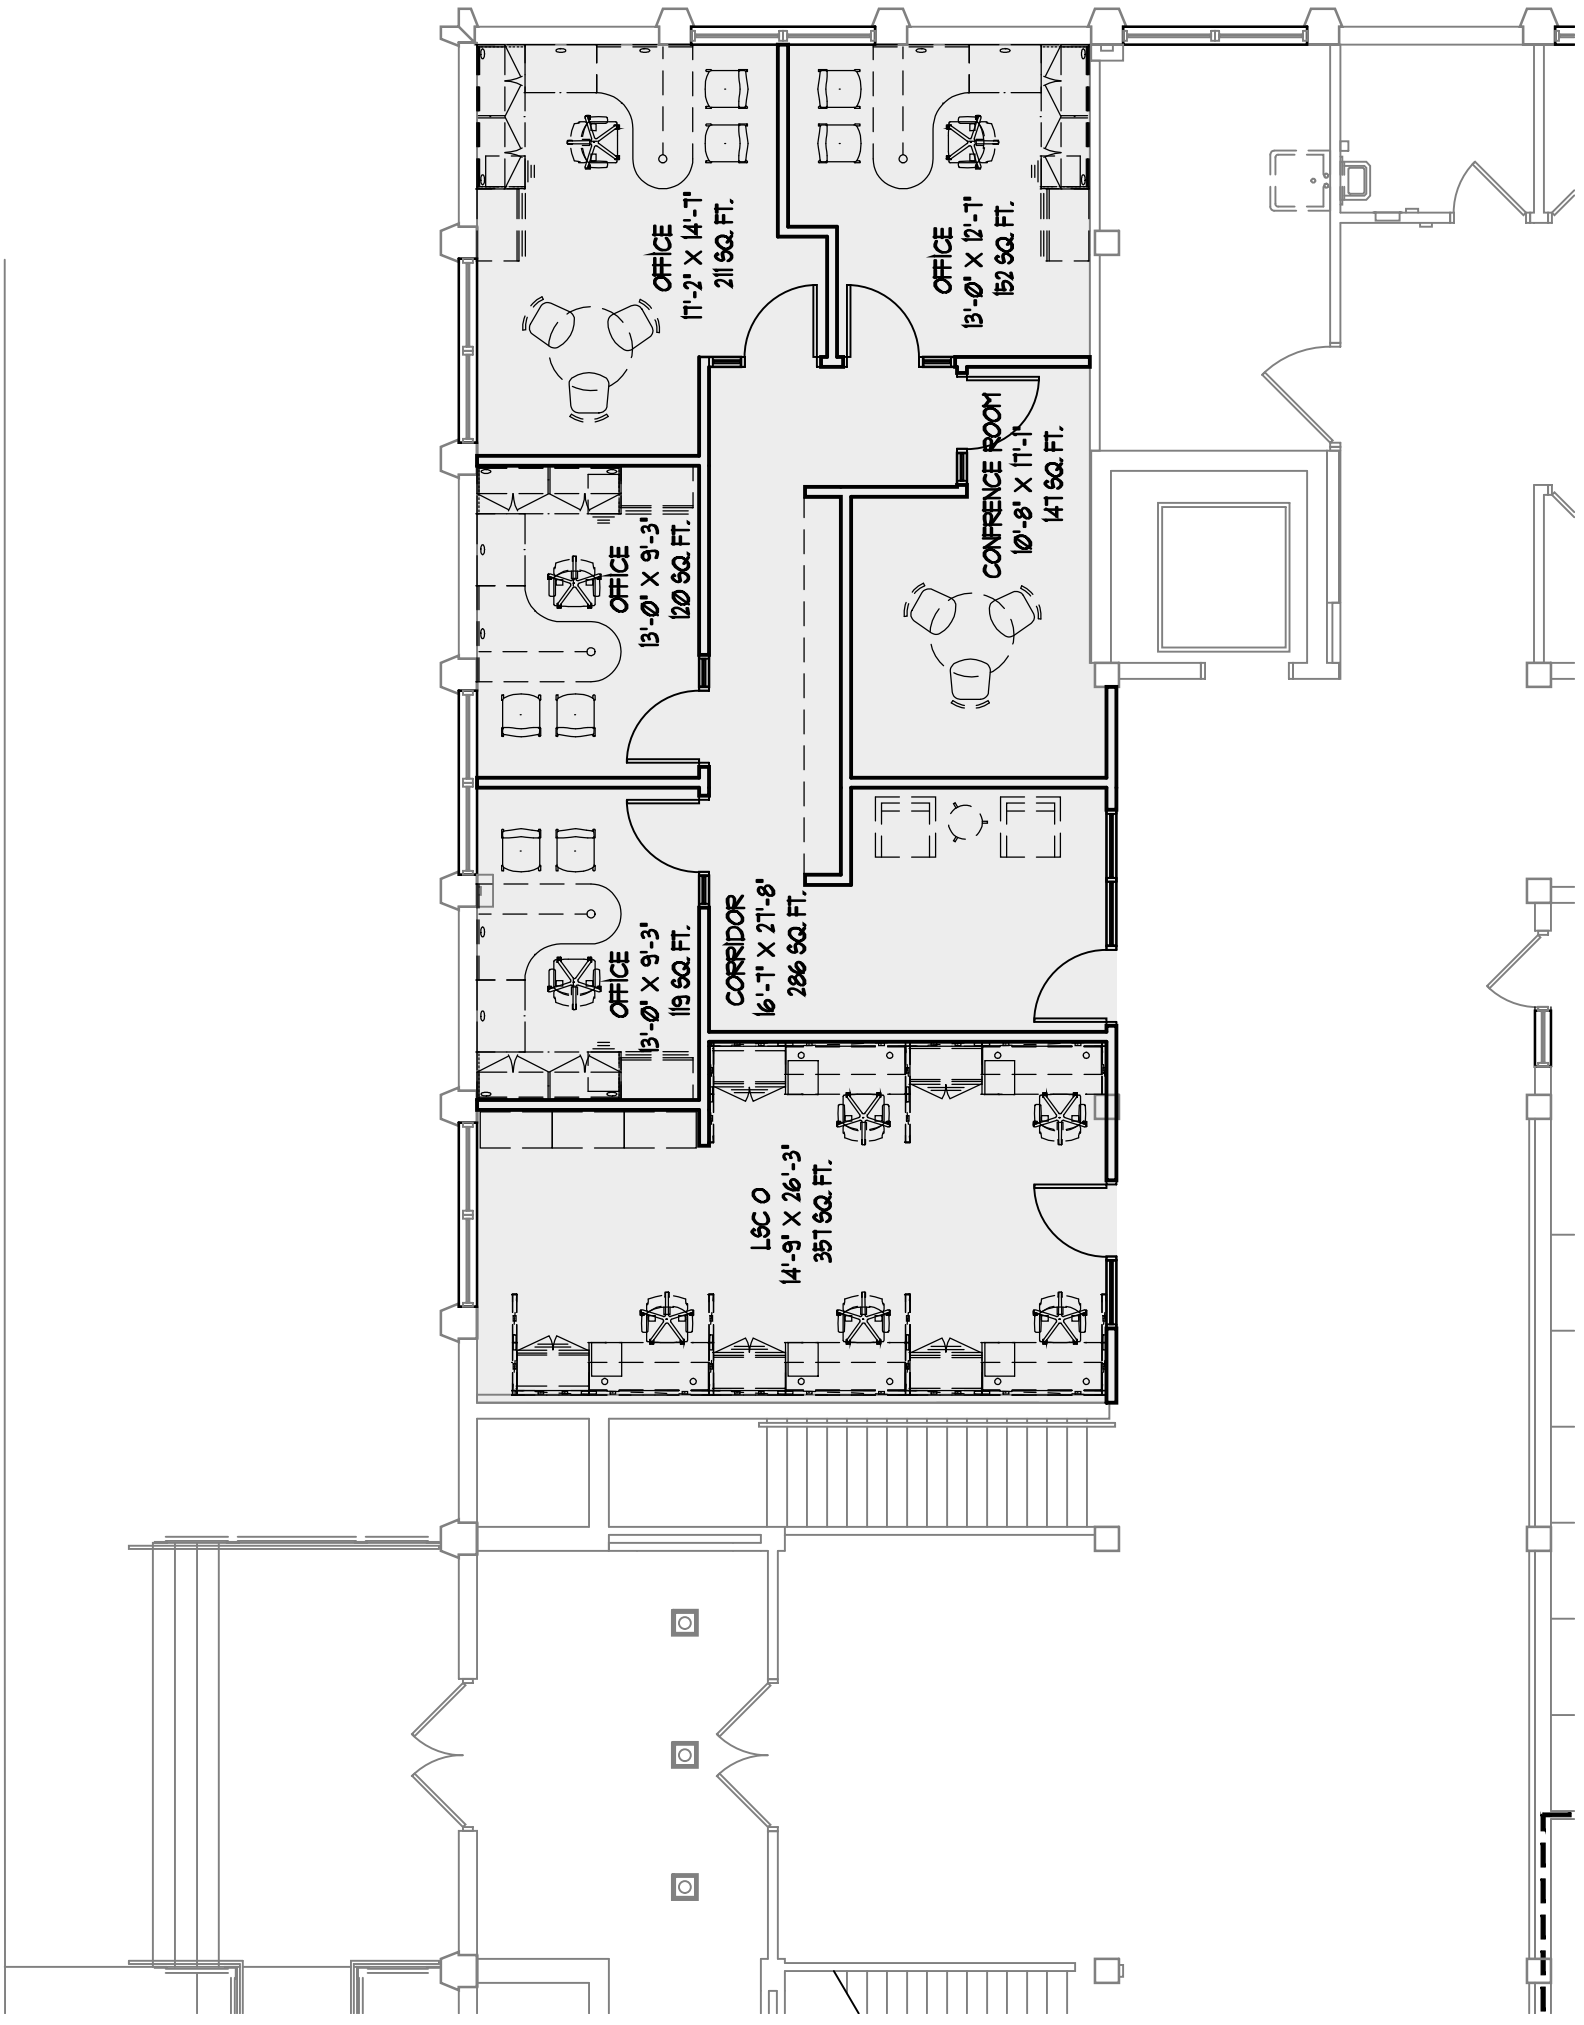 OFFICE
17'-2" X 14'-7"
211 SQ. FT.
OFFICE
13'-0" X 12'-7"
152 SQ. FT.
CONFRENCE ROOM
10'-8" X 17'-1"
147 SQ. FT.
OFFICE
13'-0" X 9'-3"
120 SQ. FT.
OFFICE
13'-0" X 9'-3"
119 SQ. FT.
CORRIDOR
16'-7" X 27'-8"
286 SQ. FT.
LSC O
14'-9" X 26'-3"
357 SQ. FT.